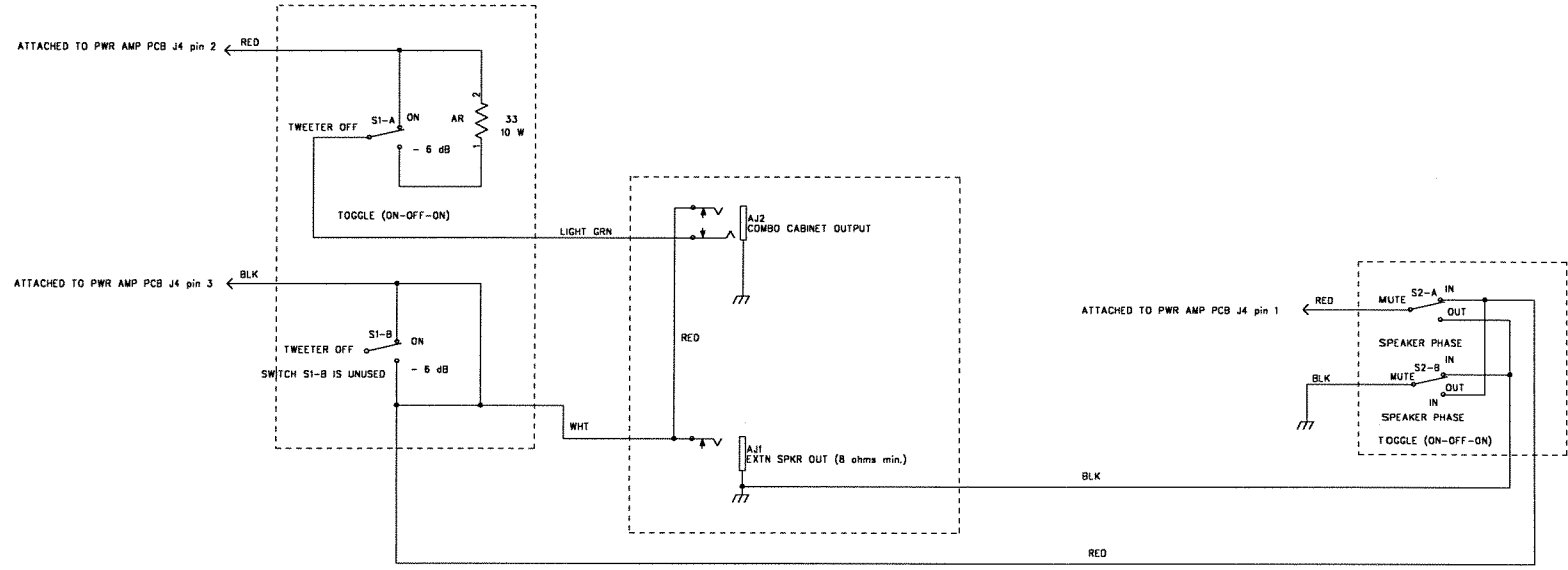 ATTACHED TO PWR AMP PCB J4 pin 2
RED
S1-A
ON
TWEETER OFF
- 6 dB
AR
2
1
33
10 W
TOGGLE (ON-OFF-ON)
LIGHT GRN
AJ2
COMBO CABINET OUTPUT
ATTACHED TO PWR AMP PCB J4 pin 3
BLK
S1-B
ON
TWEETER OFF
- 6 dB
SWITCH S1-B IS UNUSED
RED
WHT
AJ1
EXTN SPKR OUT (8 ohms min.)
BLK
RED
ATTACHED TO PWR AMP PCB J4 pin 1
RED
MUTE
S2-A
IN
OUT
SPEAKER PHASE
BLK
MUTE
S2-B
IN
OUT
IN
SPEAKER PHASE
TOGGLE (ON-OFF-ON)